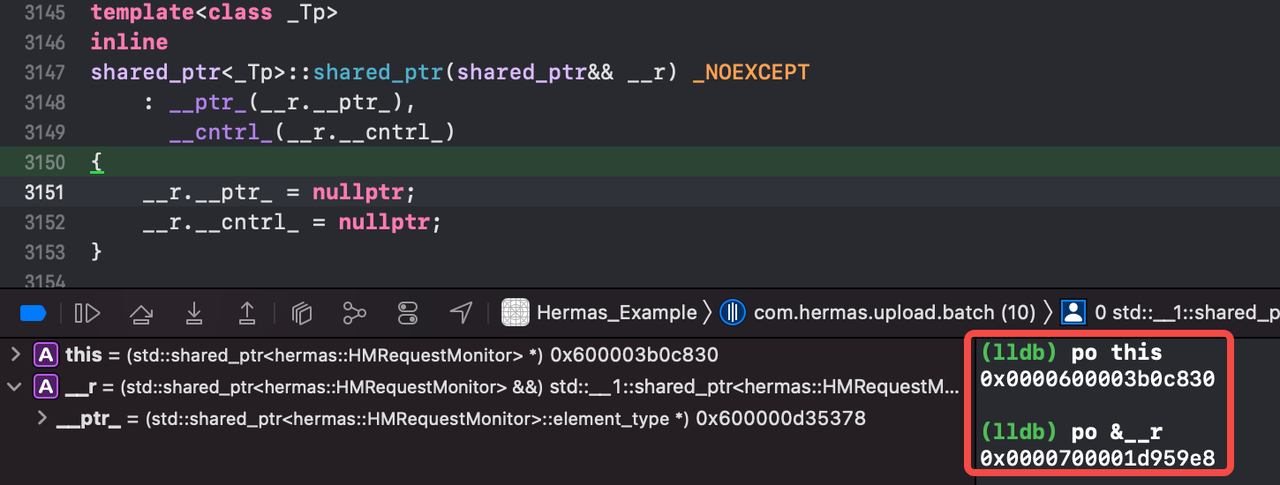 3145 template<class _Tp>
3146 inline
3147 shared_ptr<_Tp>::shared_ptr(shared_ptr&& __r) _NOEXCEPT
3148 : __ptr_(__r.__ptr_),
3149 __cntrl_(__r.__cntrl_)
3150 {
3151 __r.__ptr_ = nullptr;
3152 __r.__cntrl_ = nullptr;
3153 }
3154
Hermas_Example 〉 com.hermas.upload.batch (10) 〉 0 std::__1::shared_p
A this = (std::shared_ptr<hermas::HMRequestMonitor> *) 0x600003b0c830
A __r = (std::shared_ptr<hermas::HMRequestMonitor> &&) std::__1::shared_ptr<hermas::HMRequestM...
__ptr_ = (std::shared_ptr<hermas::HMRequestMonitor>::element_type *) 0x600000d35378
(lldb) po this
0x0000600003b0c830
(lldb) po &__r
0x0000700001d959e8